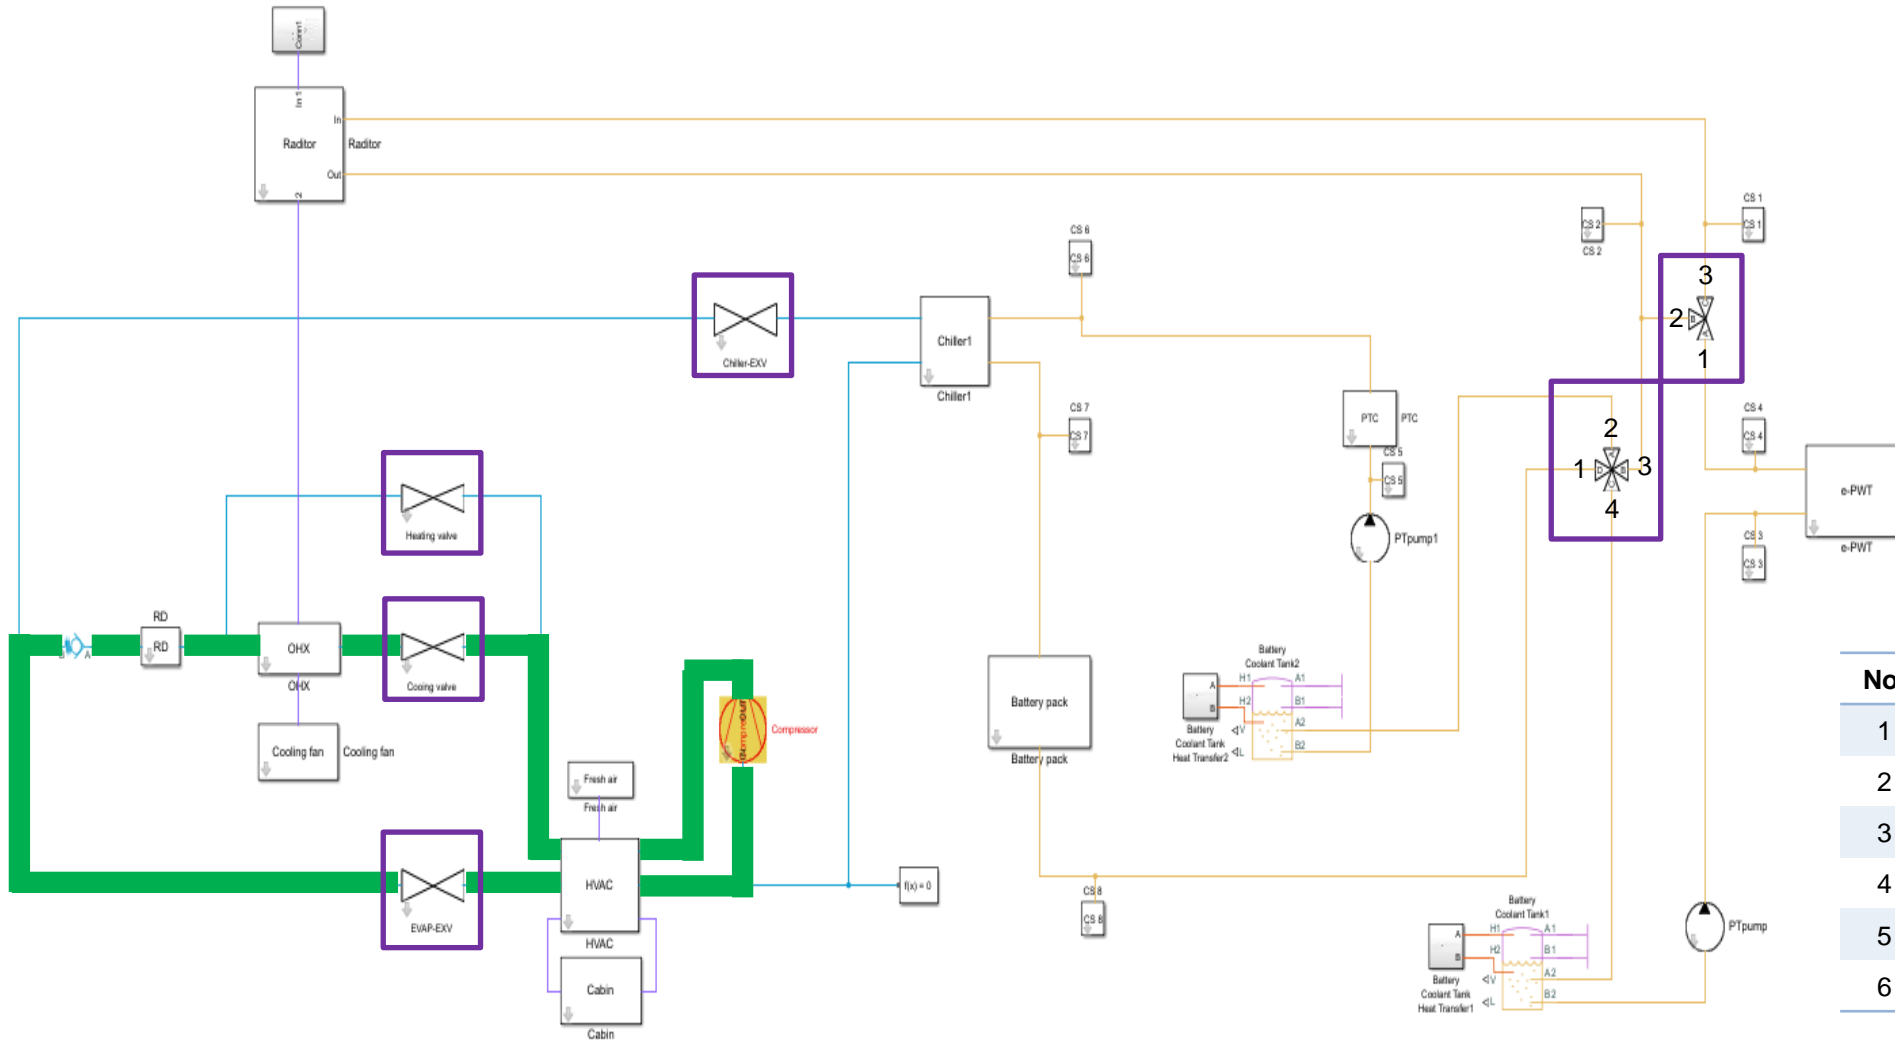 Conn1
In 1
In
Raditor
Raditor
Out
2
CS 1
CS 1
CS 2
CS 2
CS 6
CS 6
3
2
B
C
A
1
Chiller-EXV
Chiller1
Chiller1
CS 7
CS 7
PTC
PTC
CS 5
CS 5
CS 4
CS 4
2
1
3
A
D
B
C
4
e-PWT
e-PWT
CS 3
CS 3
PTpump1
Heating valve
RD
RD
B
A
OHX
OHX
Cooing valve
Cooling fan
Cooling fan
Compressor
OUT
Fresh air
Fresh air
HVAC
HVAC
EVAP-EXV
Cabin
Cabin
f(x) = 0
Battery pack
Battery pack
CS 8
CS 8
Battery
Coolant Tank2
A
B
H1
H2
A1
B1
A2
B2
V
L
Battery
Coolant Tank
Heat Transfer2
Battery
Coolant Tank1
A
B
H1
H2
A1
B1
A2
B2
V
L
Battery
Coolant Tank
Heat Transfer1
PTpump
No
1
2
3
4
5
6